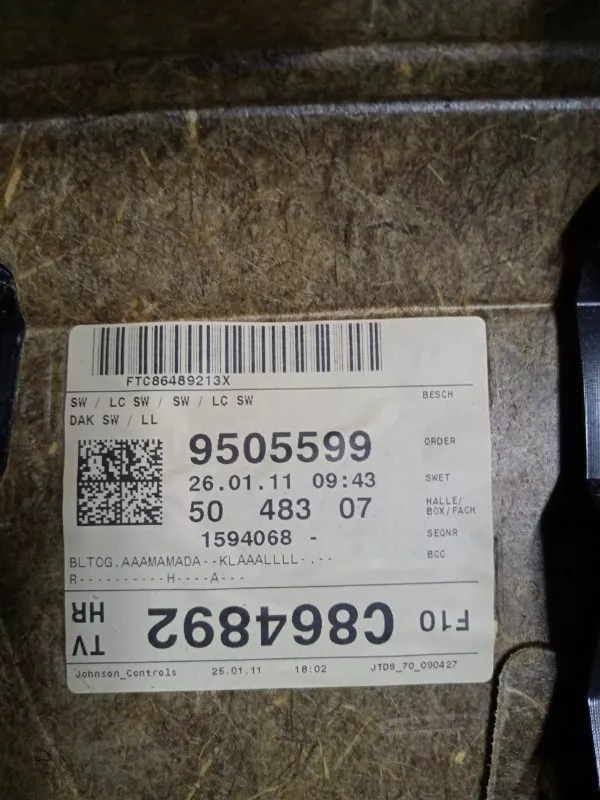 FTC86489213X
SW / LC SW / SW / LC SW BESCH
DAK SW / LL
9505599 ORDER
26.01.11 09:43 SWET
50 483 07 HALLE/
BOX/FACH
1594068 - SEQNR
BLTOG.AAAMAMADA--KLAAALLLL-.-- BCC
R----------H----A---
F10 C864892 TV
HR
Johnson_Controls 25.01.11 18:02 JTDS_70_090427